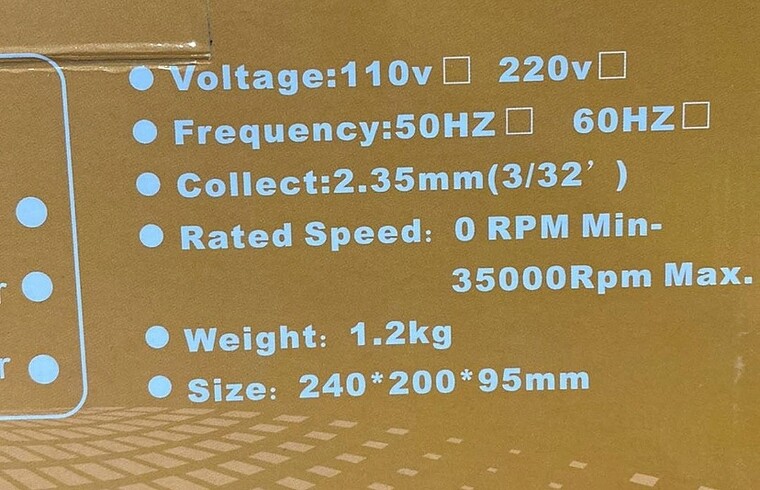 Voltage:110v□ 220v□
Frequency:50HZ□ 60HZ□
Collect:2.35mm(3/32’)
Rated Speed: 0 RPM Min-
35000Rpm Max.
Weight: 1.2kg
Size: 240*200*95mm